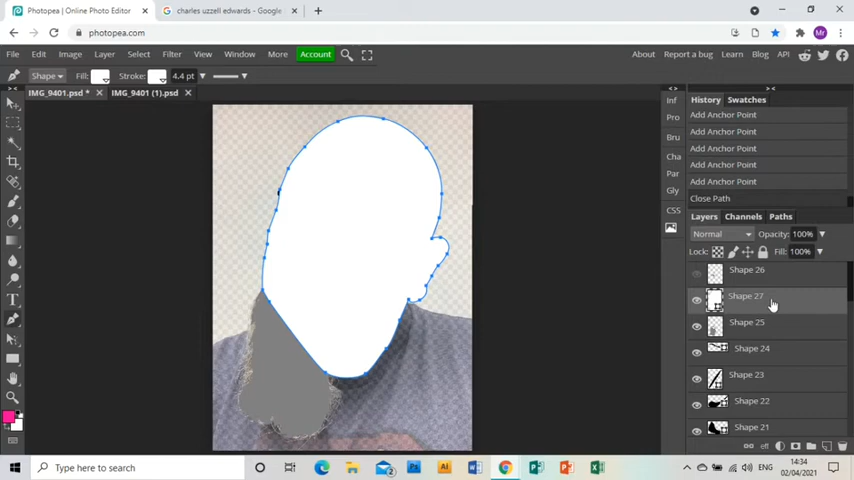 Photopea | Online Photo Editor
charles uzzell edwards - Google
photopea.com
Mr
File Edit Image Layer Select Filter View Window More Account
About Report a bug Learn Blog API
Shape Fill: Stroke: 4.4 pt
IMG_9401.psd * IMG_9401 (1).psd
Inf
Pro
Bru
Cha
Par
Gly
CSS
History Swatches
Add Anchor Point
Add Anchor Point
Add Anchor Point
Add Anchor Point
Add Anchor Point
Close Path
Layers Channels Paths
Normal Opacity: 100%
Lock: Fill: 100%
Shape 26
Shape 27
Shape 25
Shape 24
Shape 23
Shape 22
Shape 21
eff
Type here to search
2
Ps
Ai
ENG
14:34
02/04/2021